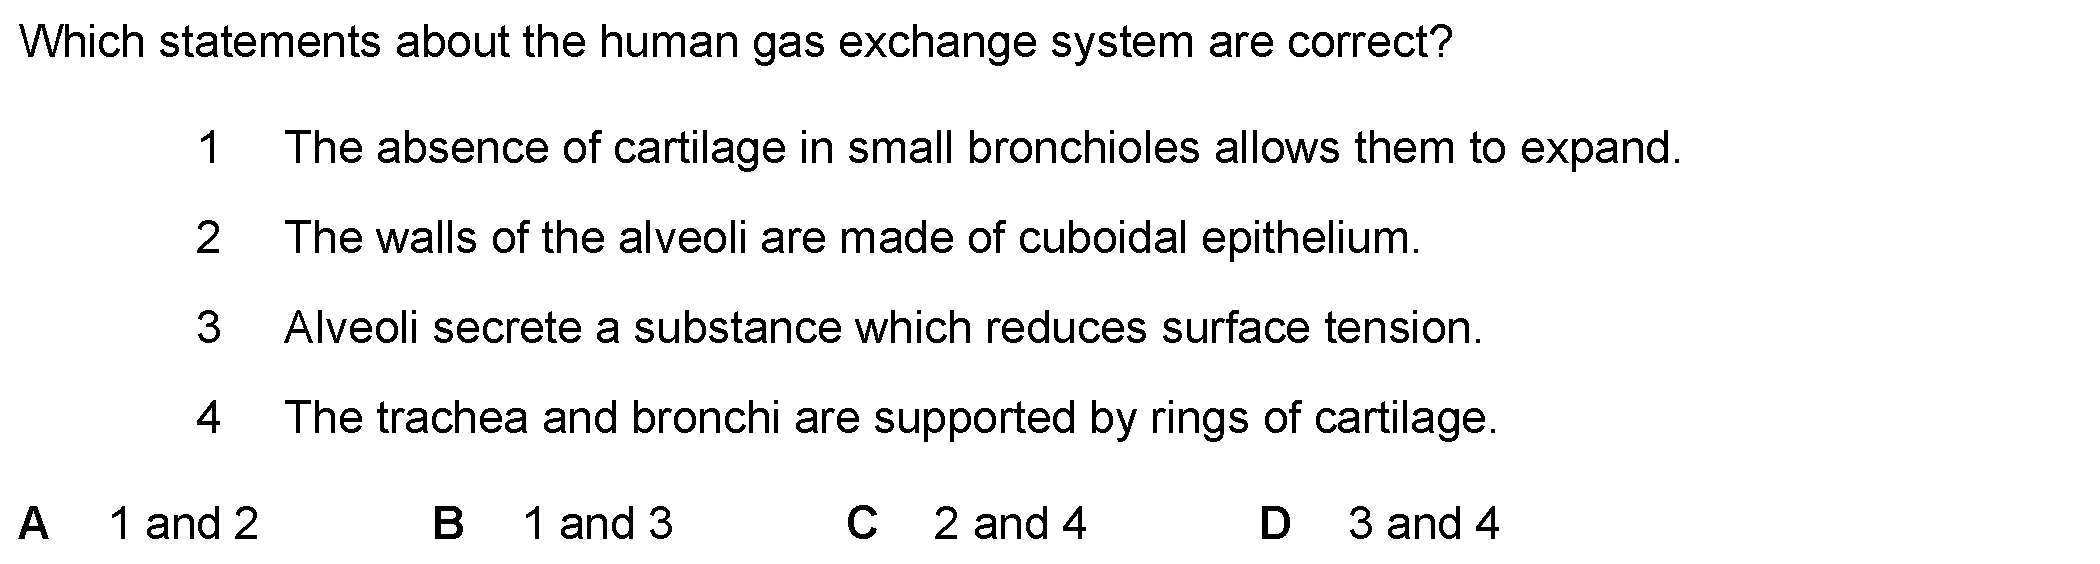 Which statements about the human gas exchange system are correct?
1 The absence of cartilage in small bronchioles allows them to expand.
2 The walls of the alveoli are made of cuboidal epithelium.
3 Alveoli secrete a substance which reduces surface tension.
4 The trachea and bronchi are supported by rings of cartilage.
A 1 and 2 B 1 and 3 C 2 and 4 D 3 and 4